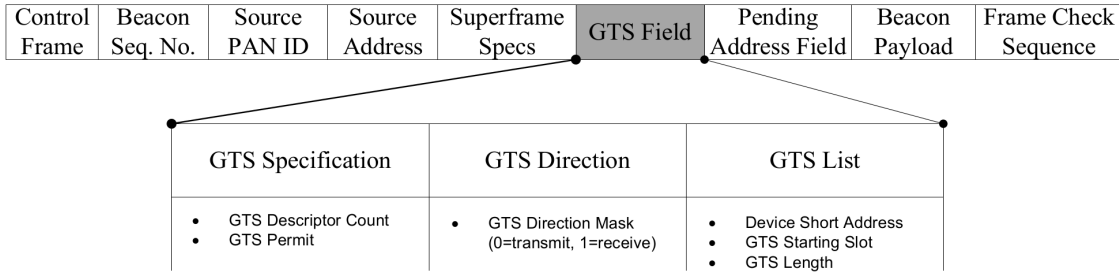 Control Frame
Beacon Seq. No.
Source PAN ID
Source Address
Superframe Specs
GTS Field
Pending Address Field
Beacon Payload
Frame Check Sequence
GTS Specification
GTS Direction
GTS List
• GTS Descriptor Count
• GTS Permit
• GTS Direction Mask
(0=transmit, 1=receive)
• Device Short Address
• GTS Starting Slot
• GTS Length